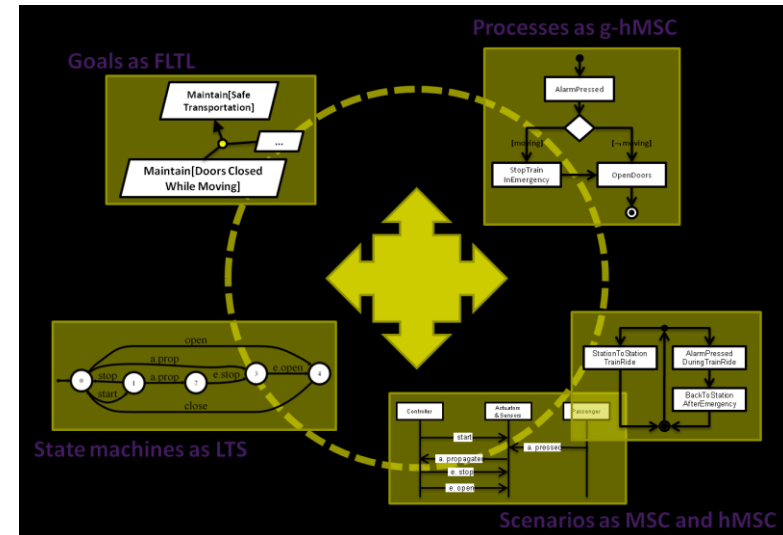 Goals as FLTL
Maintain[Safe
Transportation]
...
Maintain[Doors Closed
While Moving]
Processes as g-hMSC
AlarmPressed
[moving]
[¬moving]
StopTrain
InEmergency
OpenDoors
open
a.prop
stop
a.prop
e.stop
e.open
start
close
0
1
2
3
4
State machines as LTS
StationToStation
TrainRide
AlarmPressed
DuringTrainRide
BackToStation
AfterEmergency
Controller
Actuators
& Sensors
Passenger
start
a. pressed
a. propagated
e. stop
e. open
Scenarios as MSC and hMSC